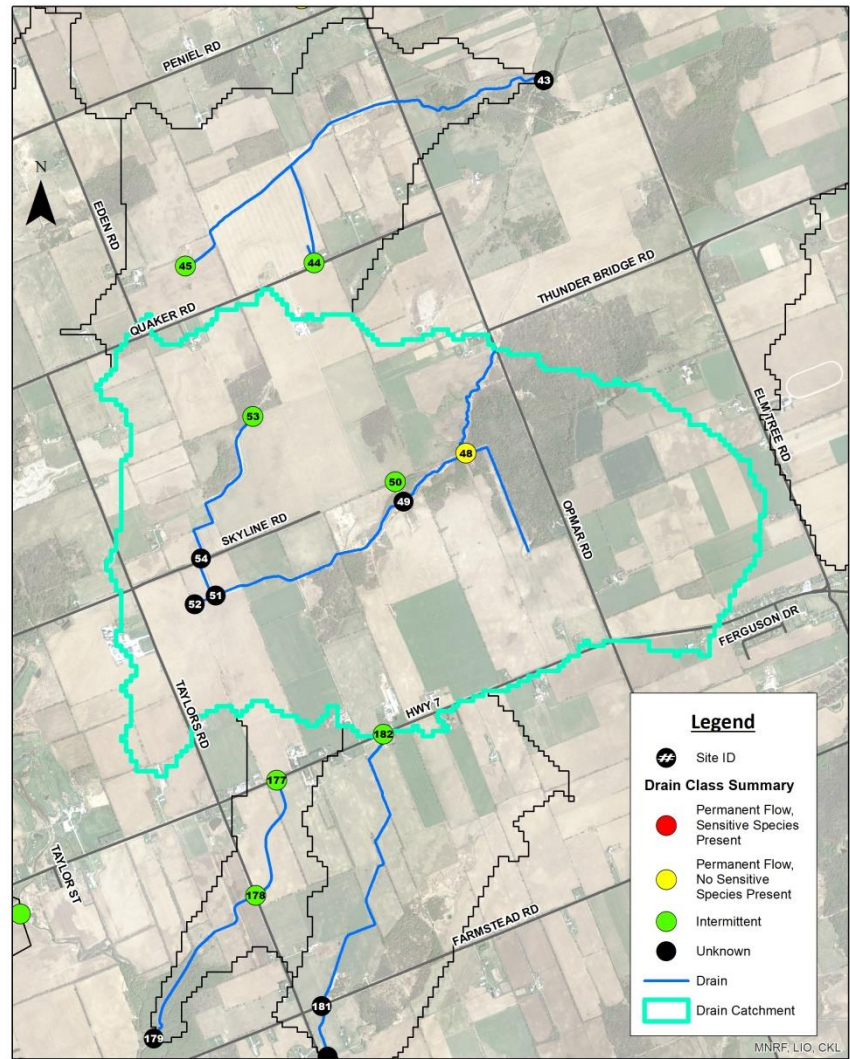 PENIEL RD
43
N
EDEN RD
45
44
QUAKER RD
THUNDER BRIDGE RD
ELM TREE RD
53
48
50
49
SKYLINE RD
OPMAR RD
54
51
52
FERGUSON DR
TAYLORS RD
HWY 7
182
177
TAYLOR ST
178
FARMSTEAD RD
181
179
Legend
# Site ID
Drain Class Summary
Permanent Flow,
Sensitive Species
Present
Permanent Flow,
No Sensitive
Species Present
Intermittent
Unknown
Drain
Drain Catchment
MNRF, LIO, CKL